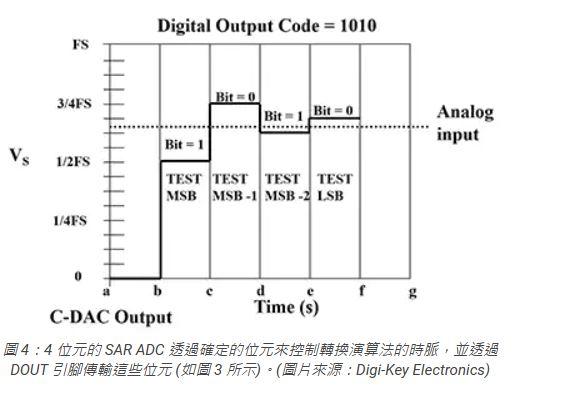 Digital Output Code = 1010
FS
3/4FS
Bit = 0
Bit = 1
Bit = 0
Analog
input
Bit = 1
Vs
1/2FS
TEST TEST TEST TEST
MSB MSB -1 MSB -2 LSB
1/4FS
0
a b c d e f g
Time (s)
C-DAC Output
圖 4:4 位元的 SAR ADC 透過確定的位元來控制轉換演算法的時脈,並透過
DOUT 引腳傳輸這些位元 (如圖 3 所示)。(圖片來源:Digi-Key Electronics)